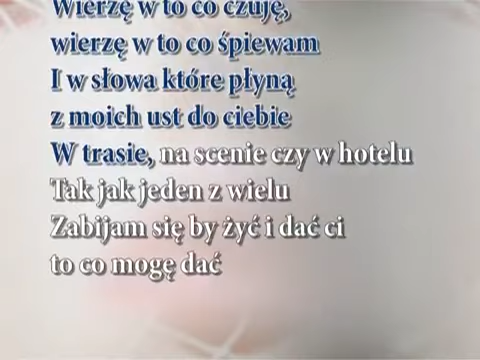 Wierzę w to co czuję,
wierzę w to co śpiewam
I w słowa które płyną
z moich ust do ciebie
W trasie, na scenie czy w hotelu
Tak jak jeden z wielu
Zabijam się by żyć i dać ci
to co mogę dać